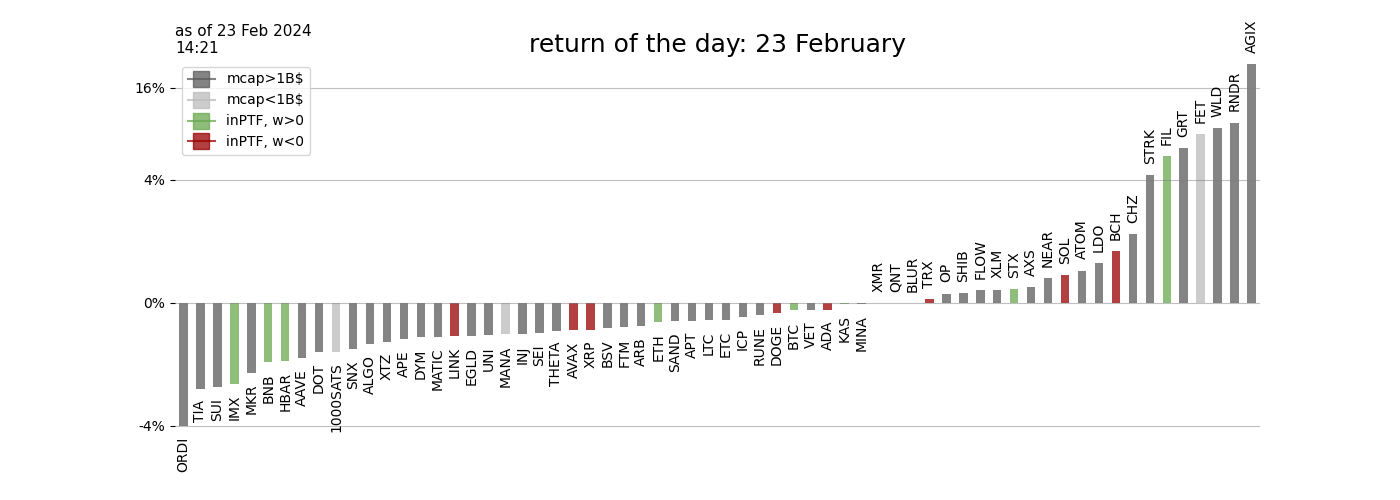 as of 23 Feb 2024
14:21
return of the day: 23 February
mcap>1B$
mcap<1B$
inPTF, w>0
inPTF, w<0
16%
4%
0%
-4%
ORDI
TIA
SUI
IMX
MKR
BNB
HBAR
AAVE
DOT
1000SATS
SNX
ALGO
XTZ
APE
DYM
MATIC
LINK
EGLD
UNI
MANA
INJ
SEI
THETA
AVAX
XRP
BSV
FTM
ARB
ETH
SAND
APT
LTC
ETC
ICP
RUNE
DOGE
BTC
VET
ADA
KAS
MINA
XMR
QNT
BLUR
TRX
OP
SHIB
FLOW
XLM
STX
AXS
NEAR
SOL
ATOM
LDO
BCH
CHZ
STRK
FIL
GRT
FET
WLD
RNDR
AGIX